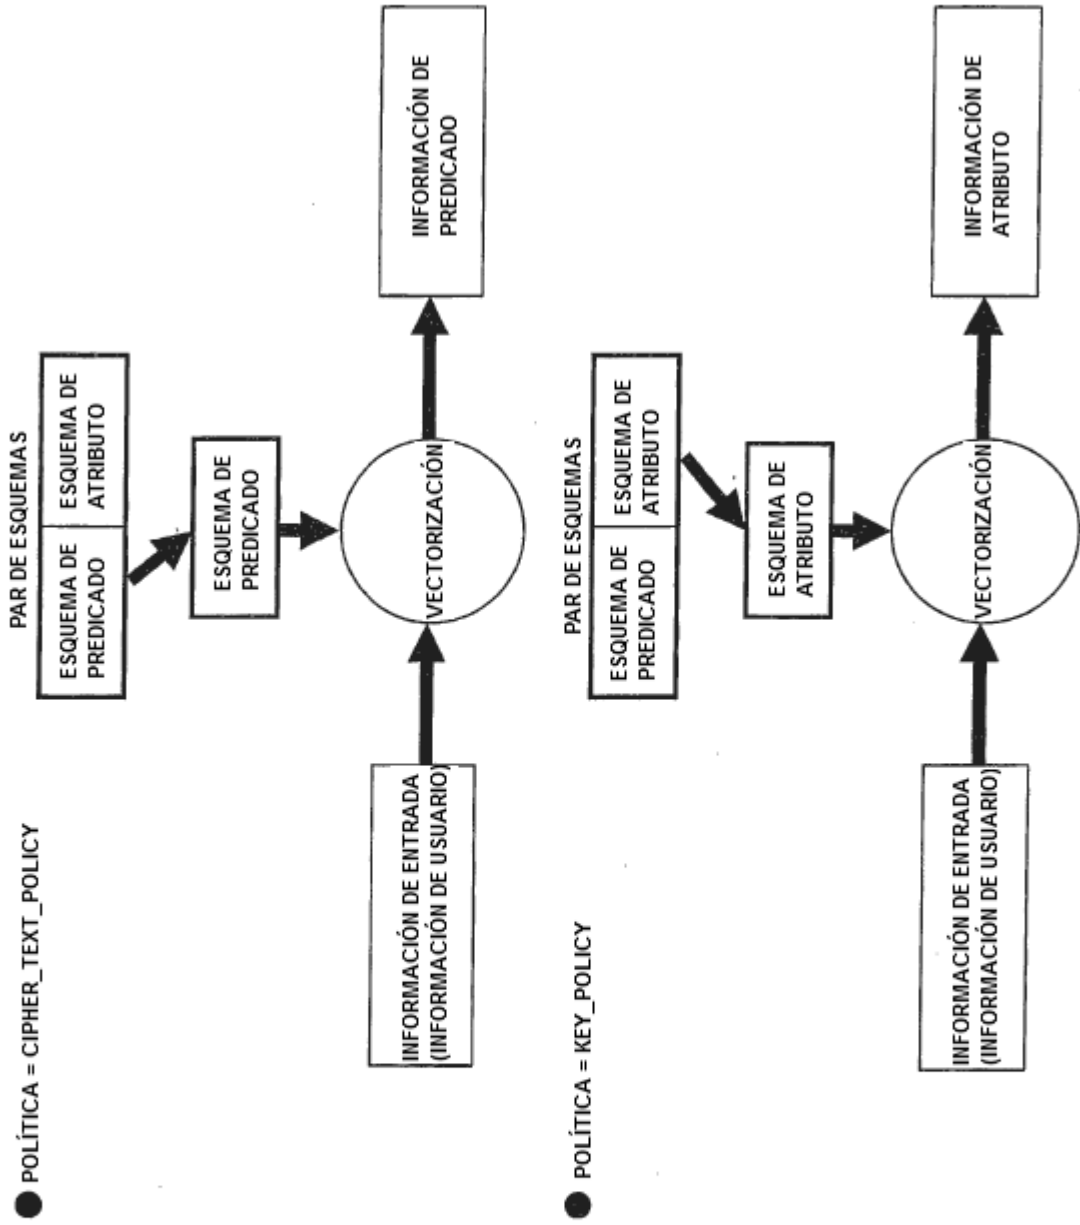 ● POLÍTICA = CIPHER_TEXT_POLICY
PAR DE ESQUEMAS
ESQUEMA DE
PREDICADO
ESQUEMA DE
ATRIBUTO
ESQUEMA DE
PREDICADO
INFORMACIÓN DE ENTRADA
(INFORMACIÓN DE USUARIO)
VECTORIZACIÓN
INFORMACIÓN DE
PREDICADO
● POLÍTICA = KEY_POLICY
PAR DE ESQUEMAS
ESQUEMA DE
PREDICADO
ESQUEMA DE
ATRIBUTO
ESQUEMA DE
ATRIBUTO
INFORMACIÓN DE ENTRADA
(INFORMACIÓN DE USUARIO)
VECTORIZACIÓN
INFORMACIÓN DE
ATRIBUTO